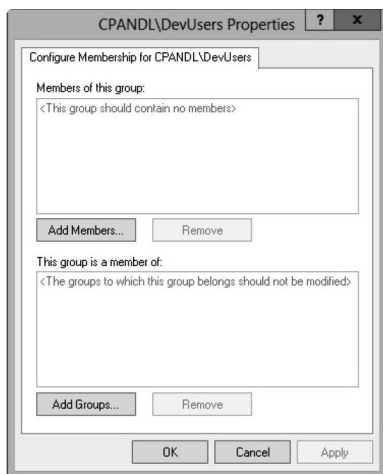 CPANDL\DevUsers Properties
? x
Configure Membership for CPANDL\DevUsers
Members of this group:
<This group should contain no members>
Add Members... Remove
This group is a member of:
<The groups to which this group belongs should not be modified>
Add Groups... Remove
OK Cancel Apply